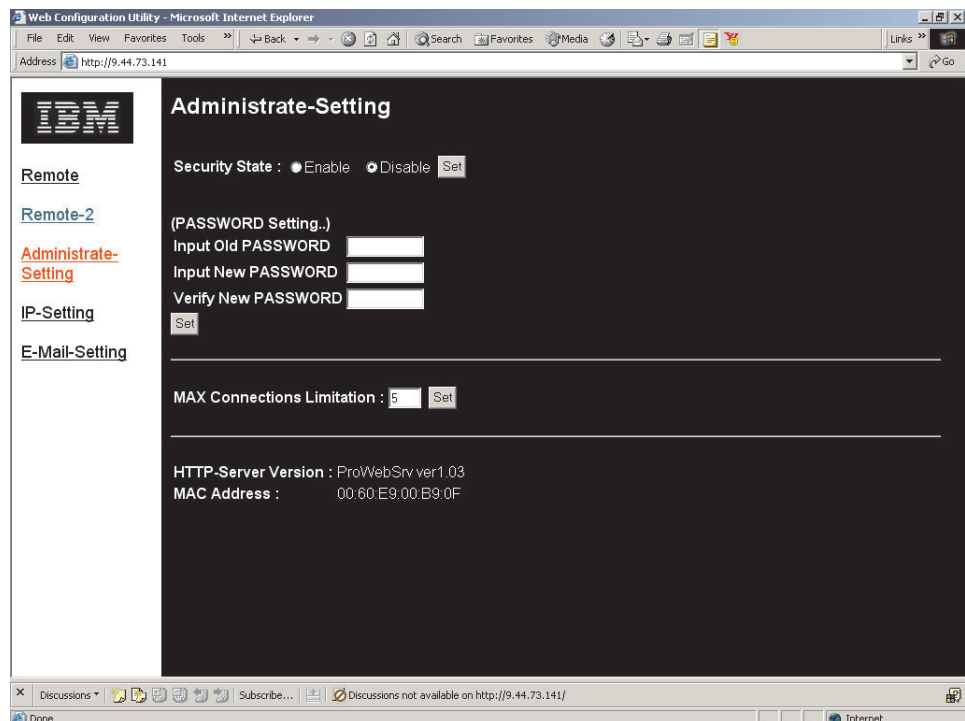 Web Configuration Utility - Microsoft Internet Explorer
File Edit View Favorites Tools » Back Search Favorites Media Links »
Address http://9.44.73.141 Go
IBM
Remote
Remote-2
Administrate-
Setting
IP-Setting
E-Mail-Setting
Administrate-Setting
Security State : Enable Disable Set
(PASSWORD Setting..)
Input Old PASSWORD
Input New PASSWORD
Verify New PASSWORD
Set
MAX Connections Limitation : 5 Set
HTTP-Server Version : ProWebSrv ver1.03
MAC Address : 00:60:E9:00:B9:0F
Discussions Subscribe... Discussions not available on http://9.44.73.141/
Done Internet